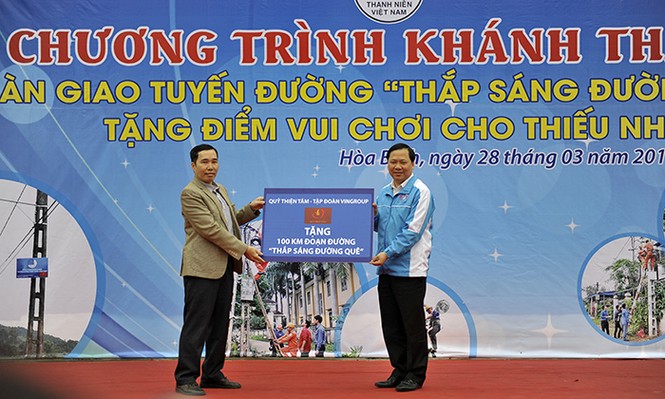 THANH NIÊN
VIỆT NAM
CHƯƠNG TRÌNH KHÁNH TH
ÀN GIAO TUYẾN ĐƯỜNG “THẮP SÁNG ĐƯỜN
TẶNG ĐIỂM VUI CHƠI CHO THIẾU NH
Hòa Bình, ngày 28 tháng 03 năm 201
QUỸ THIỆN TÂM - TẬP ĐOÀN VINGROUP
TẶNG
100 KM ĐOẠN ĐƯỜNG
“THẮP SÁNG ĐƯỜNG QUÊ”